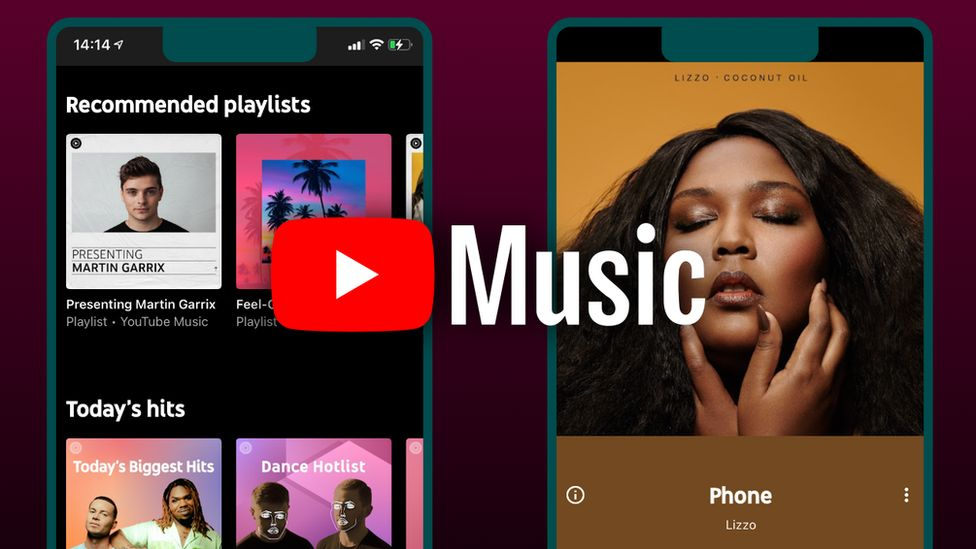 14:14
Recommended playlists
PRESENTING
MARTIN GARRIX
Presenting Martin Garrix
Playlist • YouTube Music
Feel-G
Playlist
Today's hits
Today's Biggest Hits
Dance Hotlist
Music
LIZZO · COCONUT OIL
Phone
Lizzo